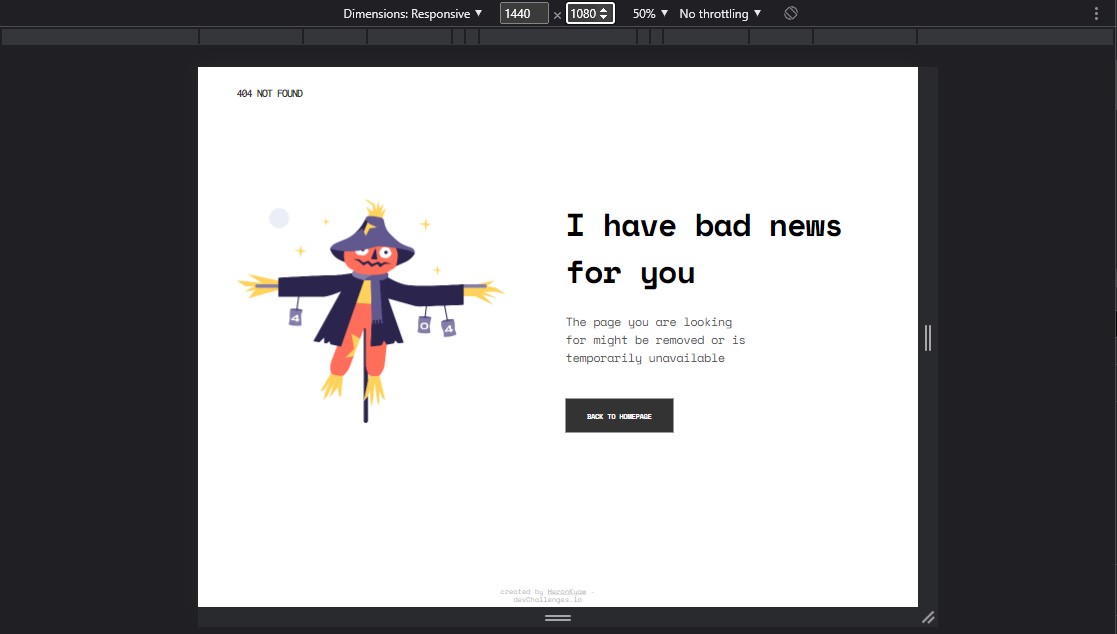 Dimensions: Responsive ▼ 1440 × 1080 50% ▼ No throttling ▼
404 NOT FOUND
I have bad news
for you
4
0 4
The page you are looking
for might be removed or is
temporarily unavailable
BACK TO HOMEPAGE
created by HeronKyaw -
devChallenges.io